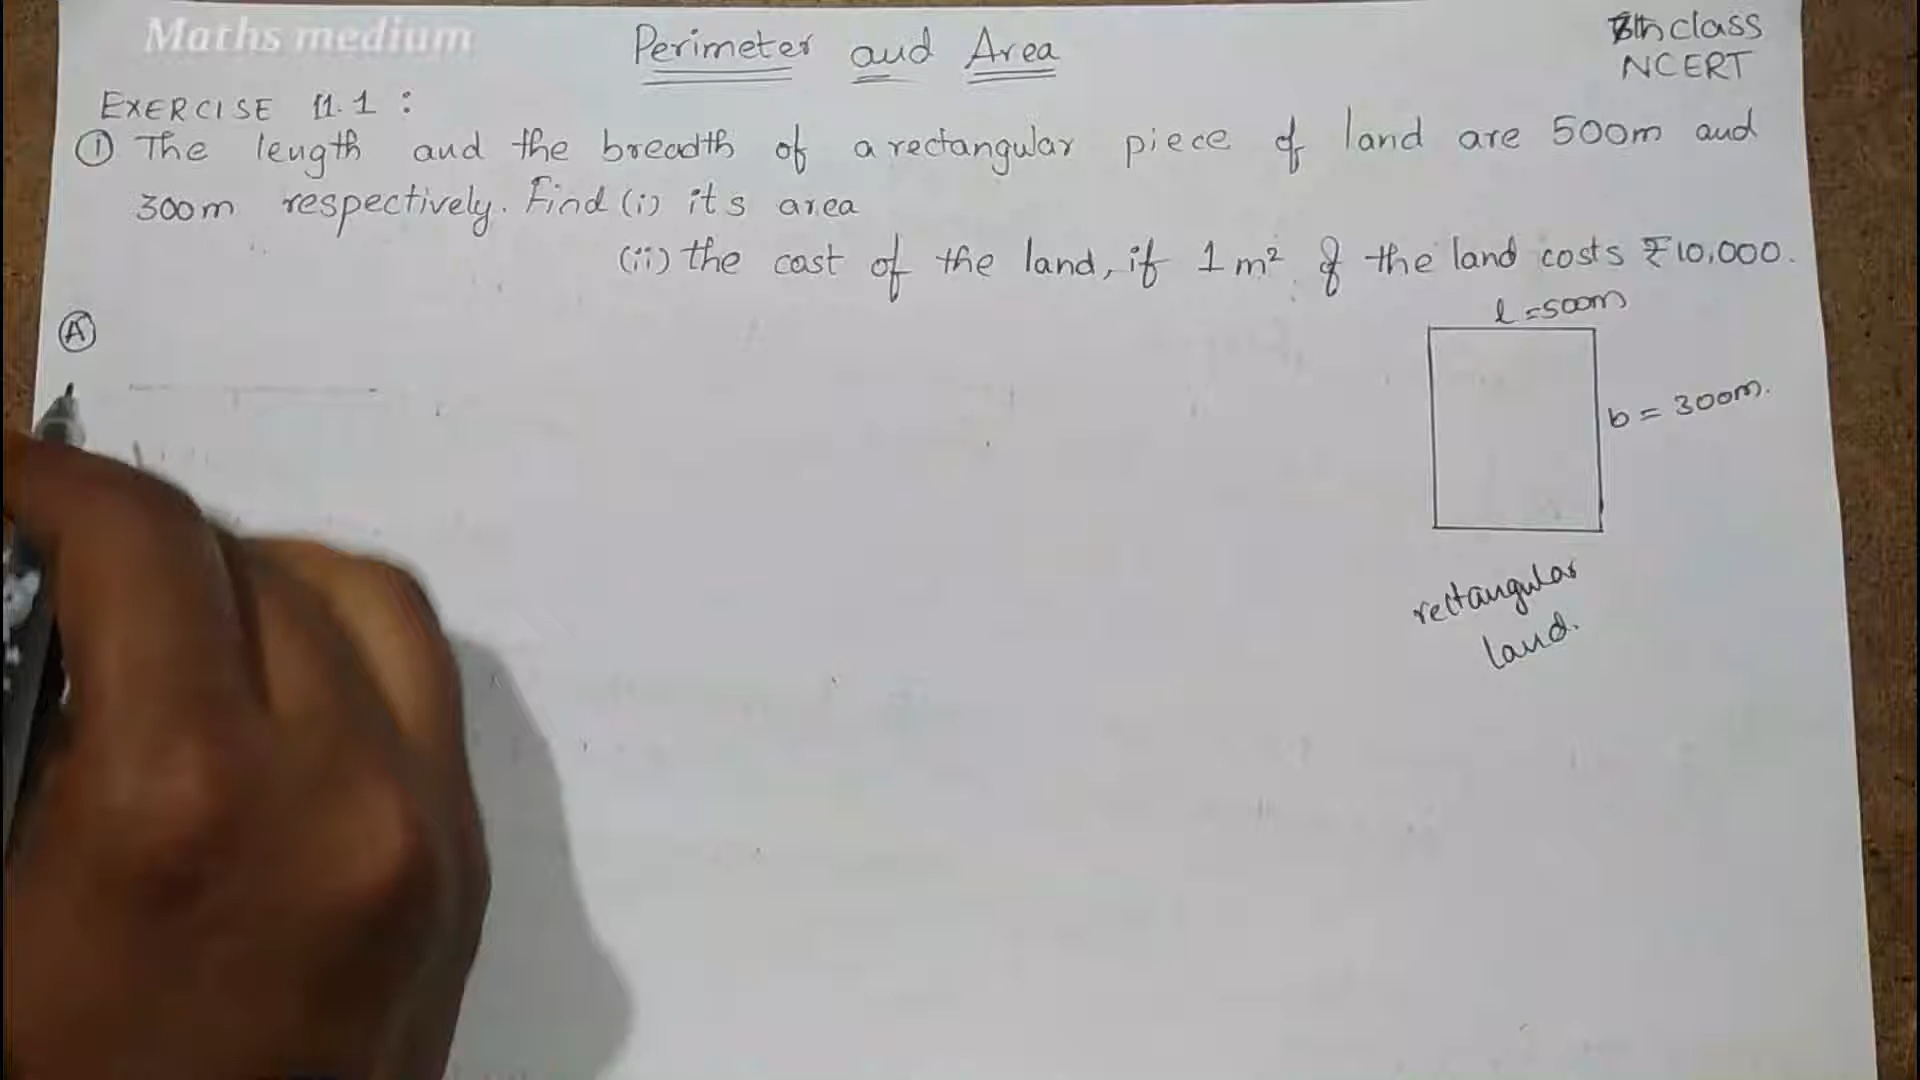 Maths medium
Perimeter and Area
7th class
NCERT
EXERCISE 11.1 :
① The length and the breadth of a rectangular piece of land are 500m and
300m respectively. Find (i) its area
(ii) the cost of the land, if 1 m² of the land costs ₹10,000.
Ⓐ
l = 500m
b = 300m.
rectangular
land.